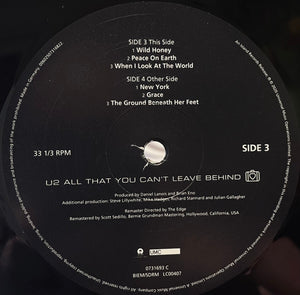 SIDE 3 This Side
1 Wild Honey
2 Peace On Earth
3 When I Look At The World
SIDE 4 Other Side
1 New York
2 Grace
3 The Ground Beneath Her Feet
33 1/3 RPM
SIDE 3
U2 ALL THAT YOU CAN'T LEAVE BEHIND
Produced by Daniel Lanois and Brian Eno
Additional production: Steve Lillywhite, Mike Hedges, Richard Stannard and Julian Gallagher
Remaster Directed by The Edge
Remastered by Scott Sedillo, Bernie Grundman Mastering, Hollywood, California, USA
UMC
0731693 C
BIEM/SDRM LC00407